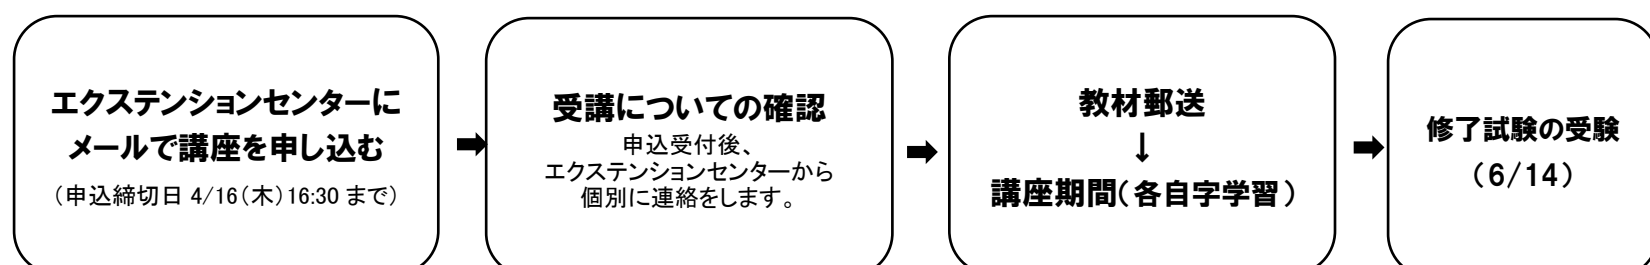 エクステンションセンターに
メールで講座を申し込む
（申込締切日 4/16（木）16:30 まで）
受講についての確認
申込受付後、
エクステンションセンターから
個別に連絡をします。
教材郵送
↓
講座期間（各自字学習）
修了試験の受験
（6/14）